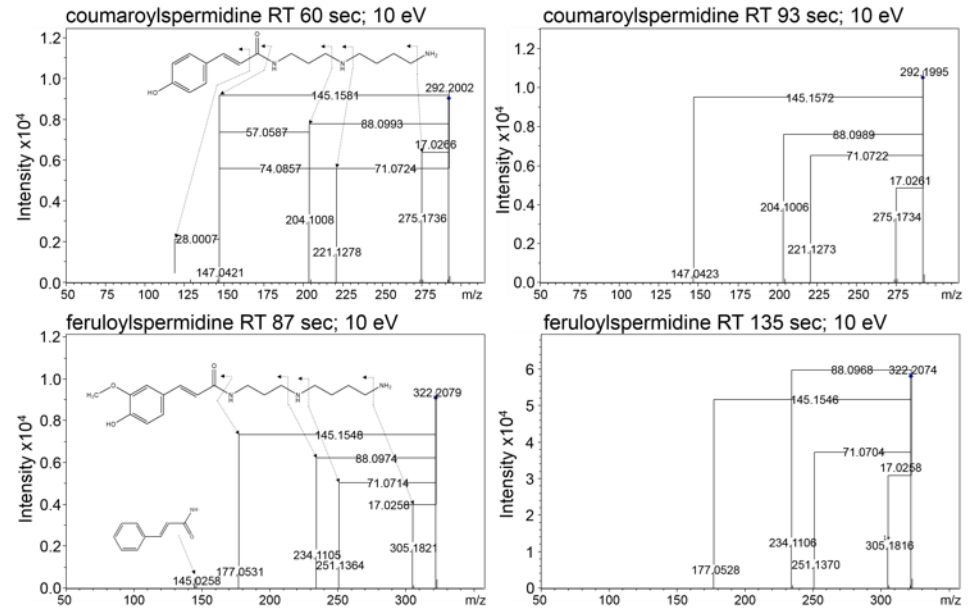 coumaroylspermidine RT 60 sec; 10 eV
1.2
1.0
0.8
0.6
0.4
0.2
0.0
Intensity x10⁴
O
HO
N
H
N
H
NH₂
292.2002
145.1581
57.0587
88.0993
17.0266
74.0857
71.0724
204.1008
275.1736
28.0007
221.1278
147.0421
50 75 100 125 150 175 200 225 250 275 m/z
coumaroylspermidine RT 93 sec; 10 eV
1.2
1.0
0.8
0.6
0.4
0.2
0.0
Intensity x10⁴
292.1995
145.1572
88.0989
71.0722
17.0261
204.1006
275.1734
221.1273
147.0423
50 75 100 125 150 175 200 225 250 275 m/z
feruloylspermidine RT 87 sec; 10 eV
1.2
1.0
0.8
0.6
0.4
0.2
0.0
Intensity x10⁴
O
H₃C
O
HO
N
H
N
H
NH₂
322.2079
145.1548
88.0974
71.0714
17.0258
NH
O
305.1821
234.1105
251.1364
177.0531
145.0258
50 100 150 200 250 300 m/z
feruloylspermidine RT 135 sec; 10 eV
6
5
4
3
2
1
0
Intensity x10⁴
88.0968
322.2074
145.1546
71.0704
17.0258
234.1106
305.1816
251.1370
177.0528
50 100 150 200 250 300 m/z